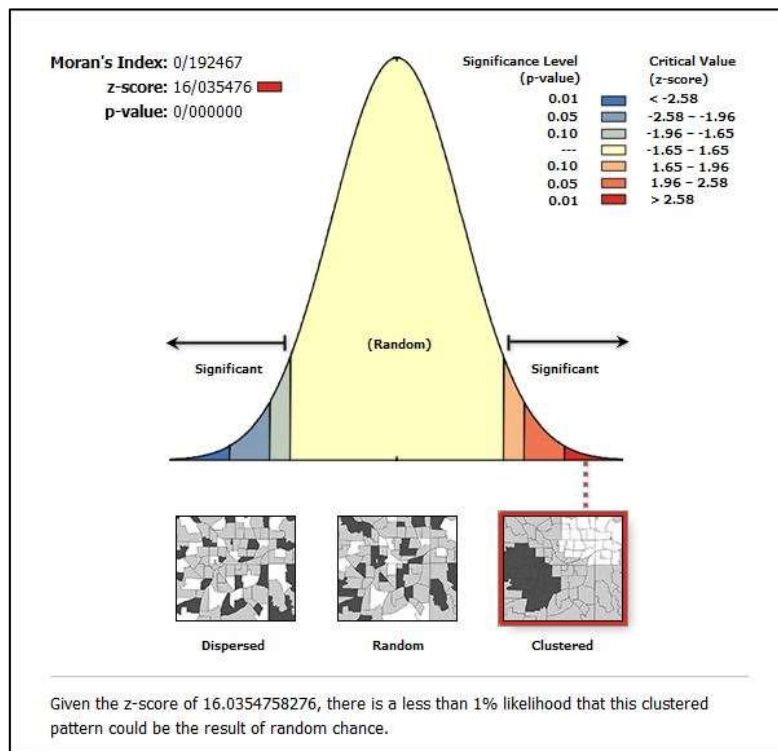 Moran's Index: 0/192467
z-score: 16/035476
p-value: 0/000000
Significance Level Critical Value
(p-value) (z-score)
0.01 < -2.58
0.05 -2.58 – -1.96
0.10 -1.96 – -1.65
--- -1.65 – 1.65
0.10 1.65 – 1.96
0.05 1.96 – 2.58
0.01 > 2.58
(Random)
Significant Significant
Dispersed Random Clustered
Given the z-score of 16.0354758276, there is a less than 1% likelihood that this clustered
pattern could be the result of random chance.